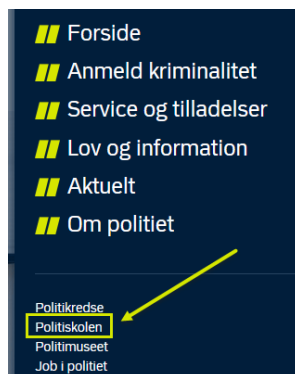 Forside
Anmeld kriminalitet
Service og tilladelser
Lov og information
Aktuelt
Om politiet
Politikredse
Politiskolen
Politimuseet
Job i politiet